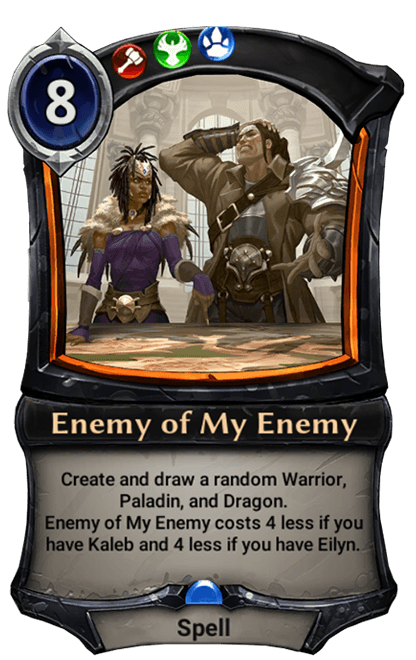 8
Enemy of My Enemy
Create and draw a random Warrior,
Paladin, and Dragon.
Enemy of My Enemy costs 4 less if you
have Kaleb and 4 less if you have Eilyn.
Spell